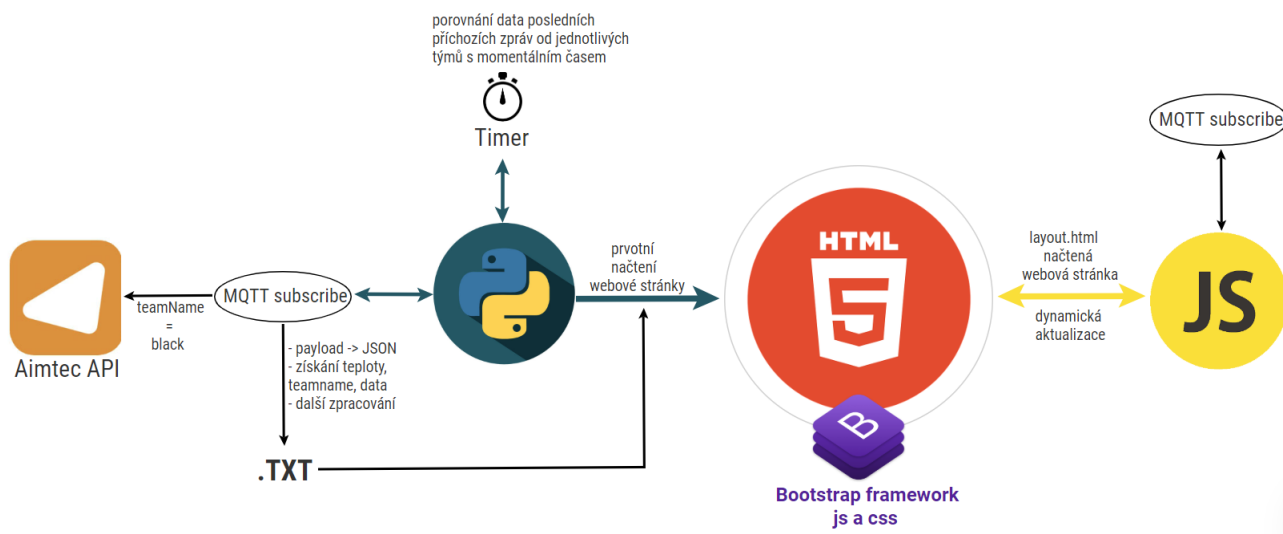 porovnání data posledních
příchozích zpráv od jednotlivých
týmů s momentálním časem
Timer
MQTT subscribe
HTML
prvotní
načtení
webové stránky
layout.html
načtená
webová stránka
dynamická
aktualizace
JS
MQTT subscribe
teamName
=
black
Aimtec API
- payload -> JSON
- získání teploty,
teamname, data
- další zpracování
.TXT
B
Bootstrap framework
js a css